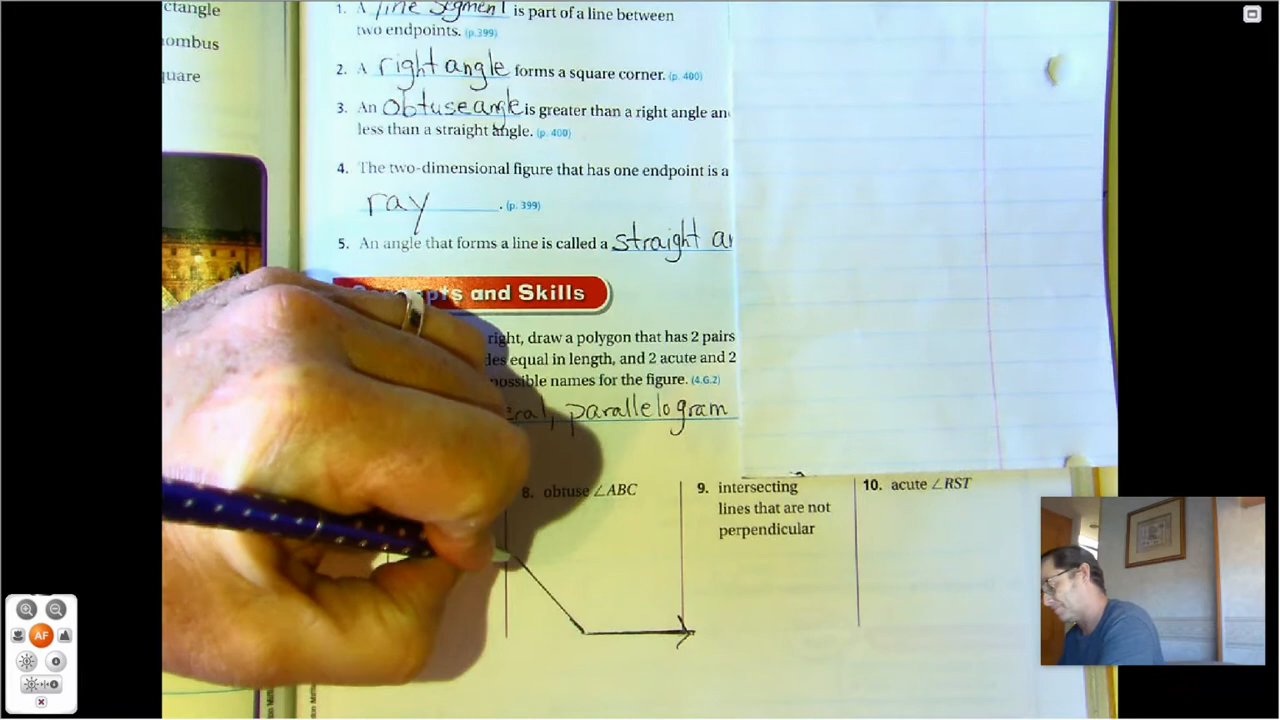 ctangle
ombus
uare
1. A line segment is part of a line between
two endpoints. (p.399)
2. A right angle forms a square corner. (p. 400)
3. An obtuse angle is greater than a right angle an
less than a straight angle. (p. 400)
4. The two-dimensional figure that has one endpoint is a
ray . (p. 399)
5. An angle that forms a line is called a straight a
pts and Skills
right, draw a polygon that has 2 pairs
des equal in length, and 2 acute and 2
possible names for the figure. (4.6.2)
eral, parallelogram
8. obtuse ∠ABC
9. intersecting
lines that are not
perpendicular
10. acute ∠RST
AF